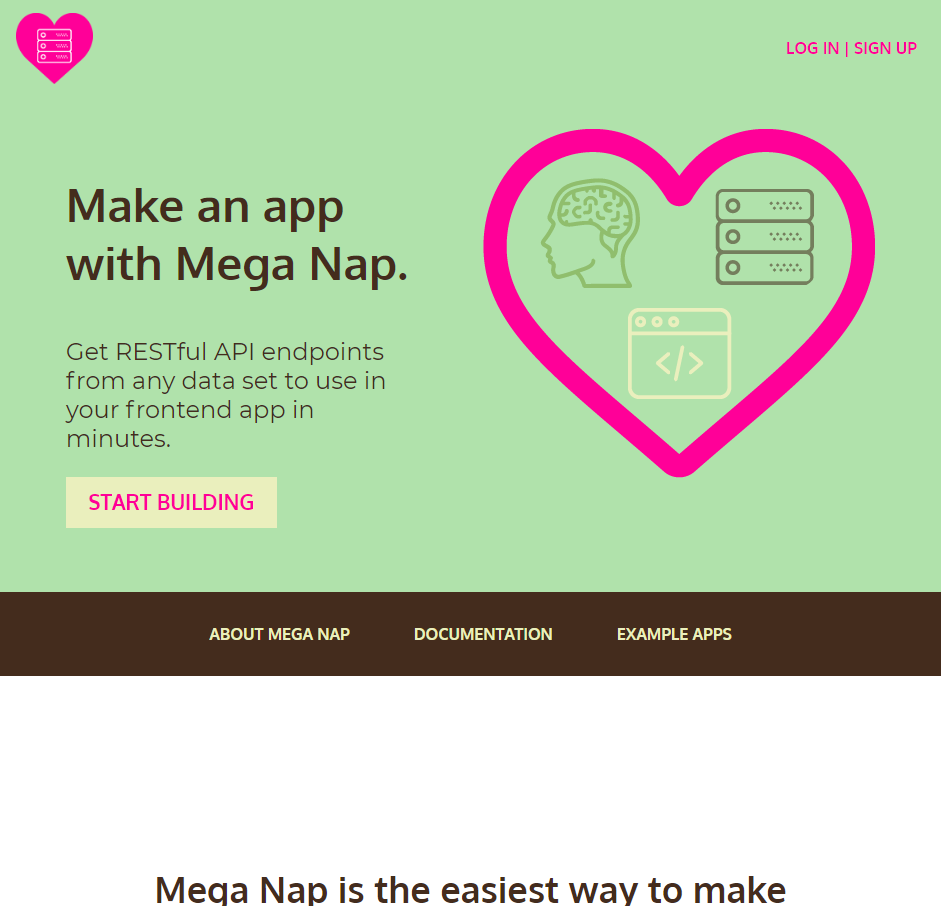 LOG IN | SIGN UP
Make an app
with Mega Nap.
Get RESTful API endpoints
from any data set to use in
your frontend app in
minutes.
START BUILDING
</>
ABOUT MEGA NAP DOCUMENTATION EXAMPLE APPS
Mega Nap is the easiest way to make